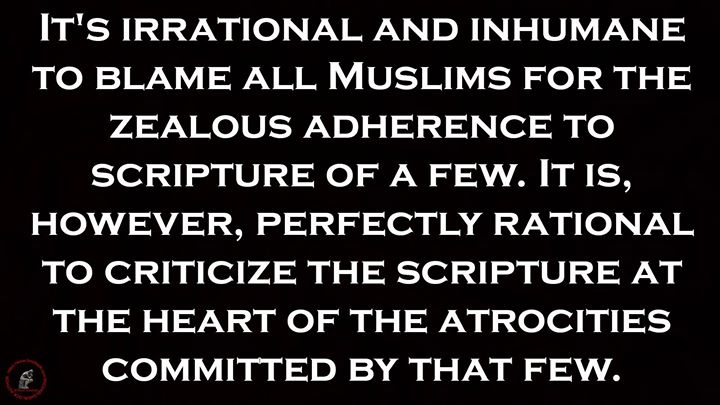 It's irrational and inhumane
to blame all Muslims for the
zealous adherence to
scripture of a few. It is,
however, perfectly rational
to criticize the scripture at
the heart of the atrocities
committed by that few.